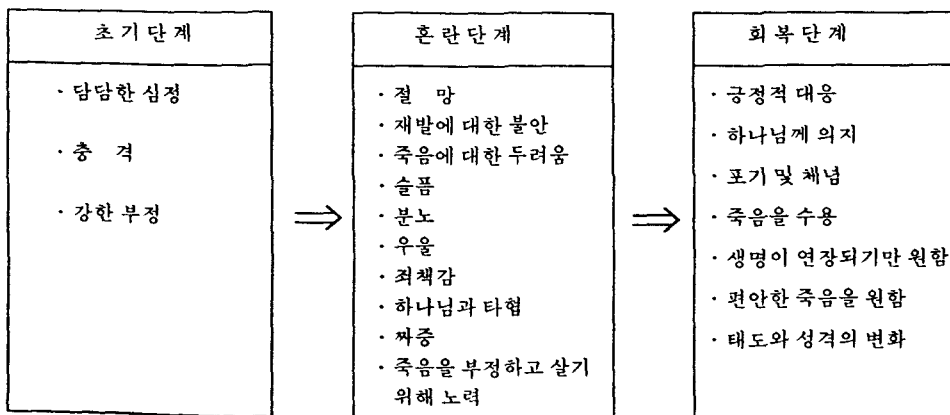 초 기 단 계
· 담담한 심정
· 충 격
· 강한 부정
혼 란 단 계
· 절 망
· 재발에 대한 불안
· 죽음에 대한 두려움
· 슬픔
· 분노
· 우울
· 죄책감
· 하나님과 타협
· 짜증
· 죽음을 부정하고 살기
위해 노력
회 복 단 계
· 긍정적 대응
· 하나님께 의지
· 포기 및 체념
· 죽음을 수용
· 생명이 연장되기만 원함
· 편안한 죽음을 원함
· 태도와 성격의 변화